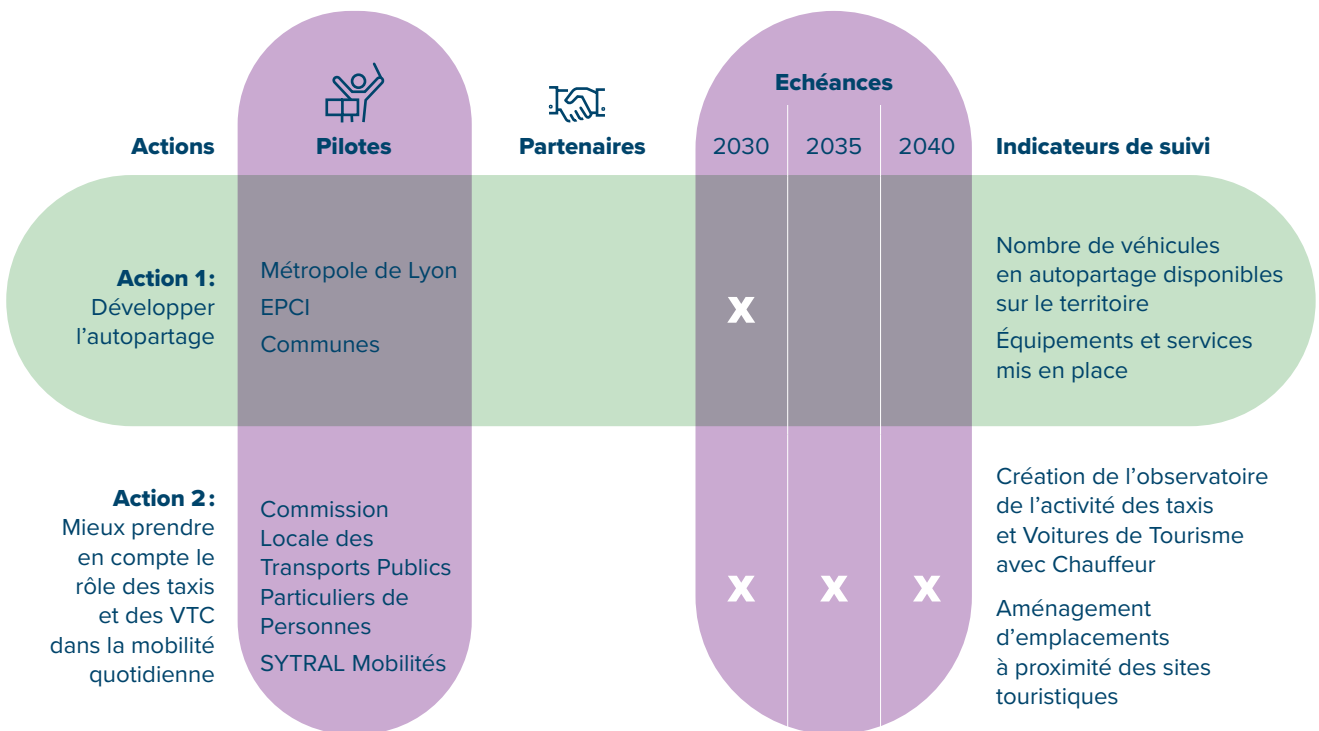 Echéances
Actions
Pilotes
Partenaires
2030
2035
2040
Indicateurs de suivi
Action 1 :
Développer
l’autopartage
Métropole de Lyon
EPCI
Communes
X
Nombre de véhicules
en autopartage disponibles
sur le territoire
Équipements et services
mis en place
Action 2 :
Mieux prendre
en compte le
rôle des taxis
et des VTC
dans la mobilité
quotidienne
Commission
Locale des
Transports Publics
Particuliers de
Personnes
SYTRAL Mobilités
X
X
X
Création de l’observatoire
de l’activité des taxis
et Voitures de Tourisme
avec Chauffeur
Aménagement
d’emplacements
à proximité des sites
touristiques